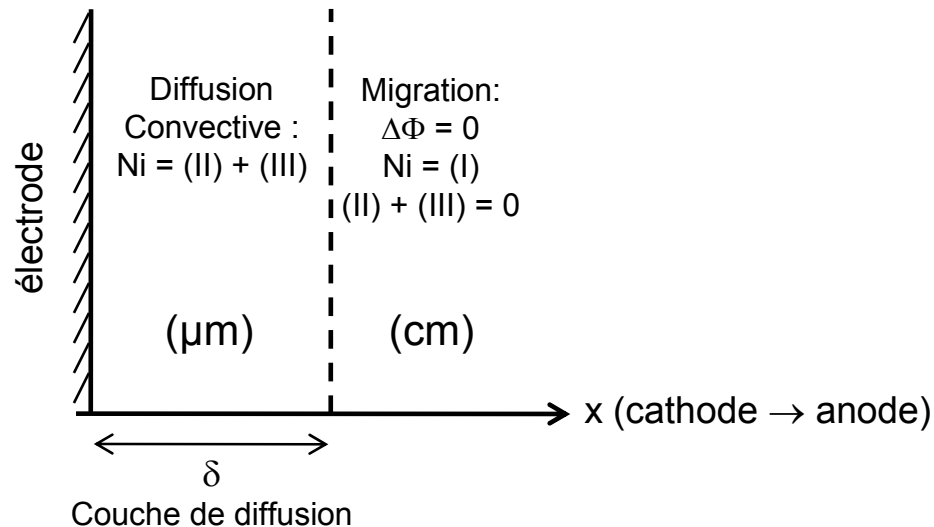 électrode
Diffusion
Convective :
Ni = (II) + (III)
Migration:
ΔΦ = 0
Ni = (I)
(II) + (III) = 0
(µm)
(cm)
x (cathode → anode)
δ
Couche de diffusion